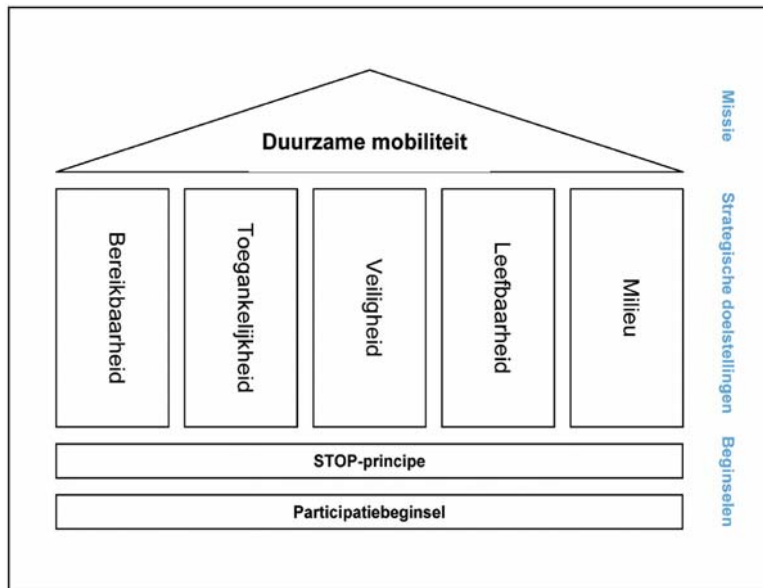 Duurzame mobiliteit
Missie
Bereikbaarheid
Toegankelijkheid
Veiligheid
Leefbaarheid
Milieu
Strategische doelstellingen
STOP-principe
Participatiebeginsel
Beginselen